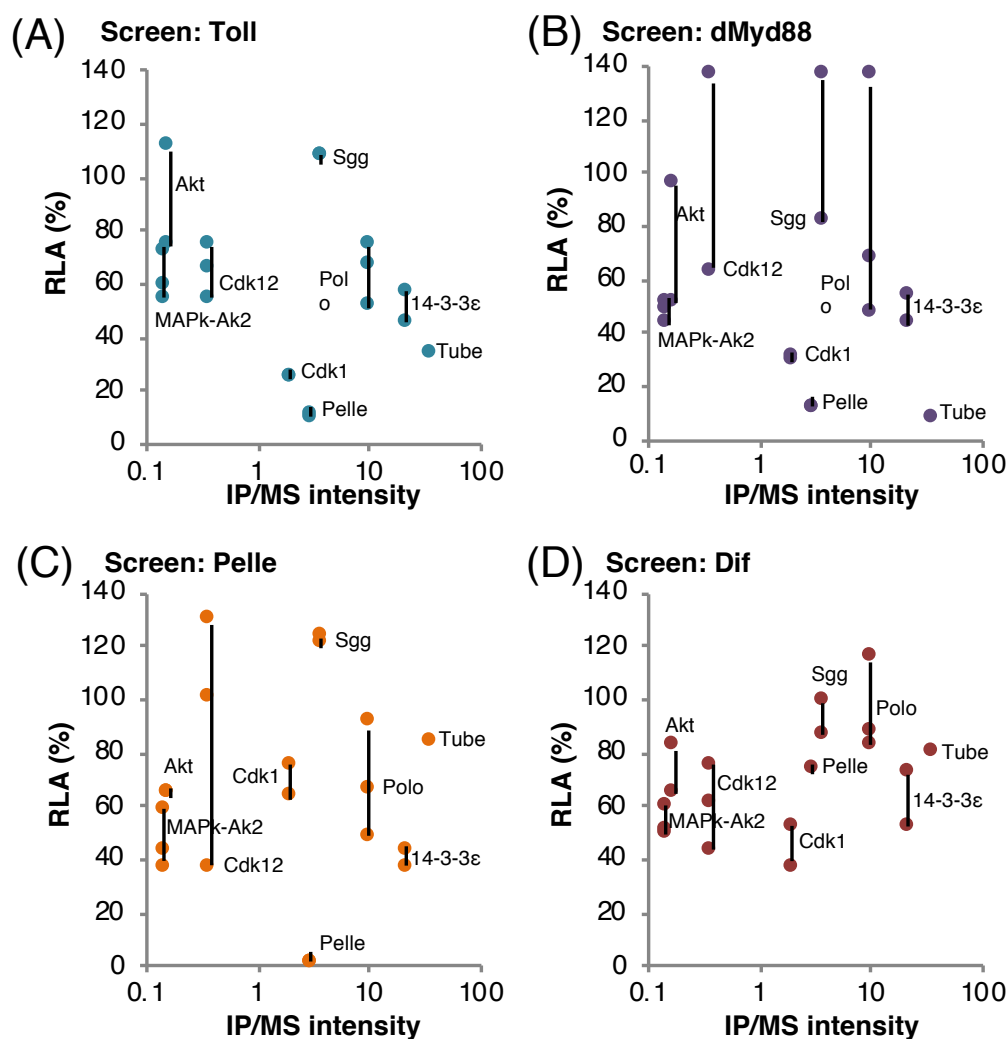 (A) Screen: Toll
RLA (%)
140
120
100
80
60
40
20
0
Akt
Sgg
Cdk12
Pol
o
14-3-3ε
MAPk-Ak2
Tube
Cdk1
Pelle
0.1 1 10 100
IP/MS intensity
(B) Screen: dMyd88
RLA (%)
140
120
100
80
60
40
20
0
Akt
Sgg
Cdk12
Pol
o
14-3-3ε
MAPk-Ak2
Cdk1
Pelle
Tube
0.1 1 10 100
IP/MS intensity
(C) Screen: Pelle
RLA (%)
140
120
100
80
60
40
20
0
Sgg
Akt
Cdk1
Tube
Polo
MAPk-Ak2
Cdk12
14-3-3ε
Pelle
0.1 1 10 100
IP/MS intensity
(D) Screen: Dif
RLA (%)
140
120
100
80
60
40
20
0
Sgg
Akt
Polo
Cdk12
Pelle
Tube
MAPk-Ak2
14-3-3ε
Cdk1
0.1 1 10 100
IP/MS intensity